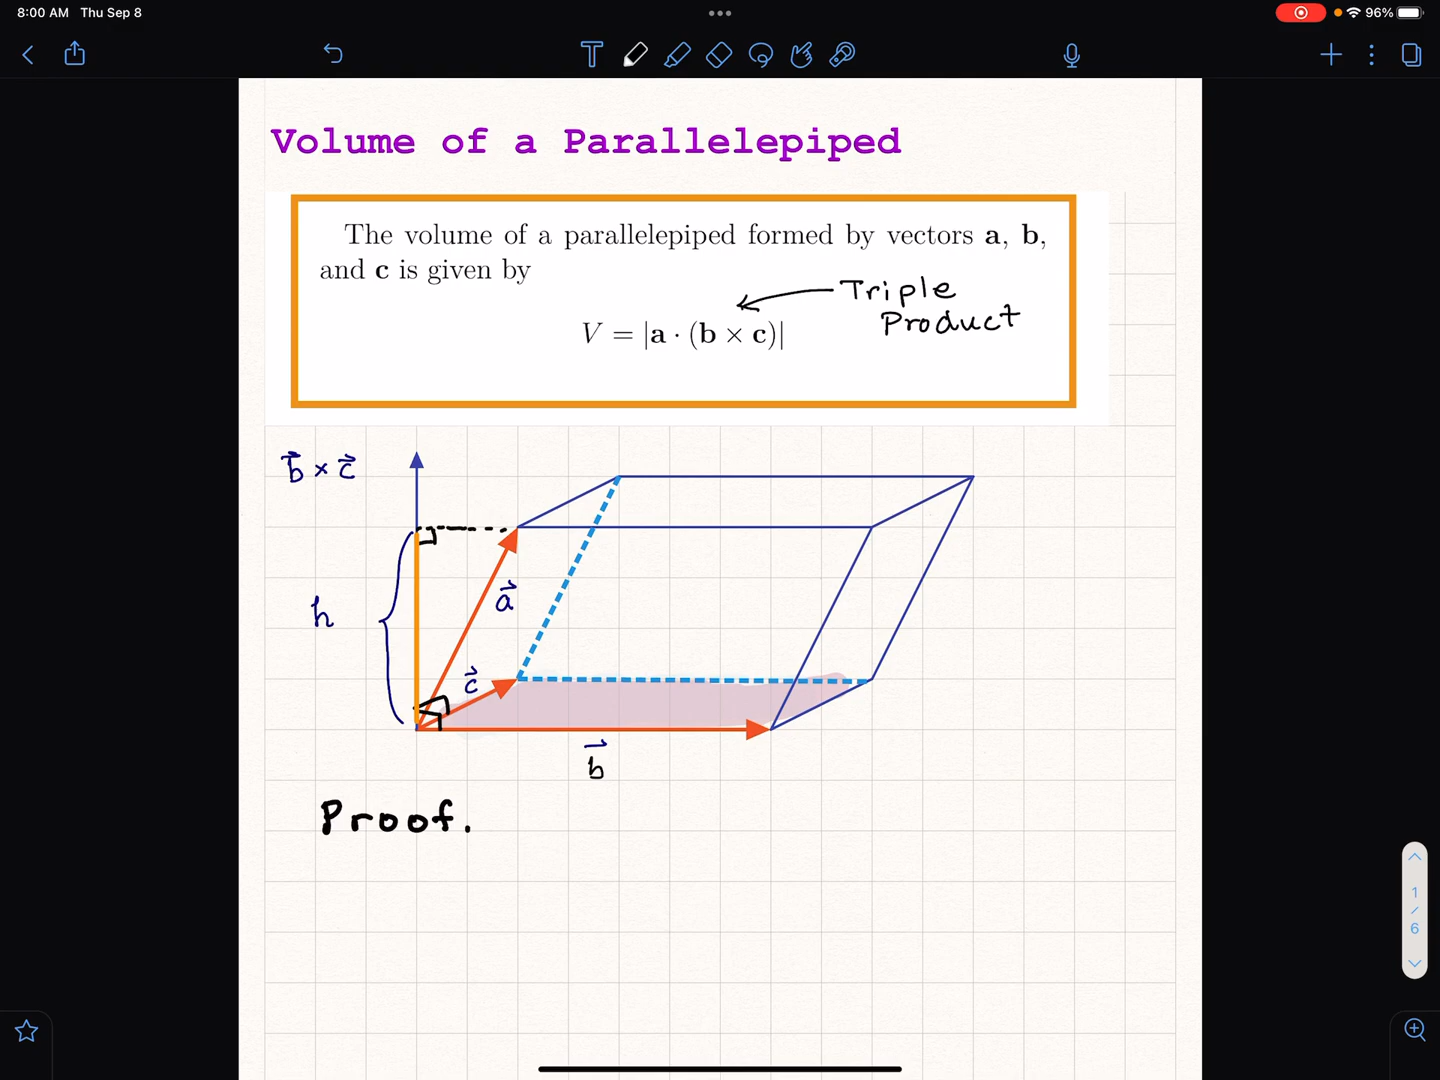 8:00 AM Thu Sep 8
96%
Volume of a Parallelepiped
The volume of a parallelepiped formed by vectors a, b,
and c is given by
Triple
Product
V = |a · (b × c)|
b⃗ × c⃗
h
a⃗
c⃗
b⃗
Proof.
1
/
6